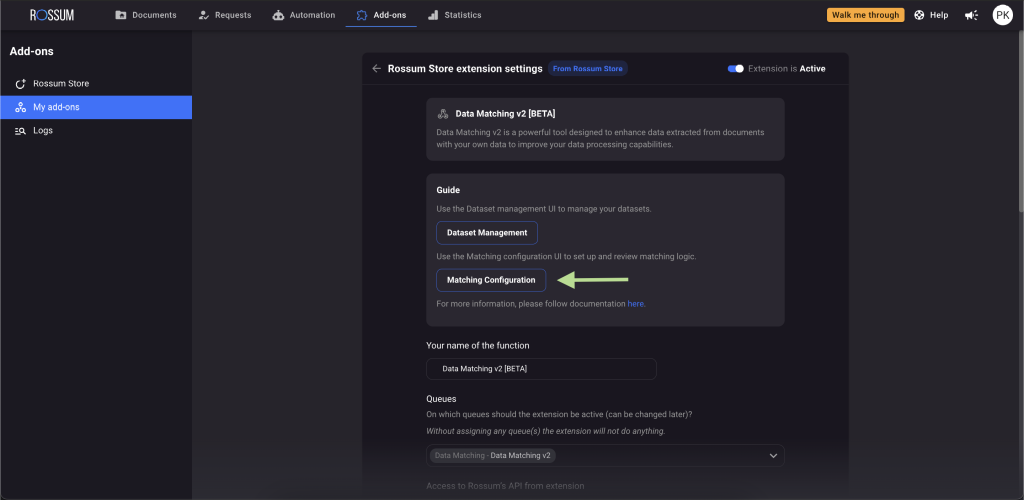 ROSSUM
Documents
Requests
Automation
Add-ons
Statistics
Walk me through
Help
PK
Add-ons
Rossum Store
My add-ons
Logs
Rossum Store extension settings
From Rossum Store
Extension is Active
Data Matching v2 [BETA]
Data Matching v2 is a powerful tool designed to enhance data extracted from documents
with your own data to improve your data processing capabilities.
Guide
Use the Dataset management UI to manage your datasets.
Dataset Management
Use the Matching configuration UI to set up and review matching logic.
Matching Configuration
For more information, please follow documentation here.
Your name of the function
Data Matching v2 [BETA]
Queues
On which queues should the extension be active (can be changed later)?
Without assigning any queue(s) the extension will not do anything.
Data Matching · Data Matching v2
Access to Rossum's API from extension